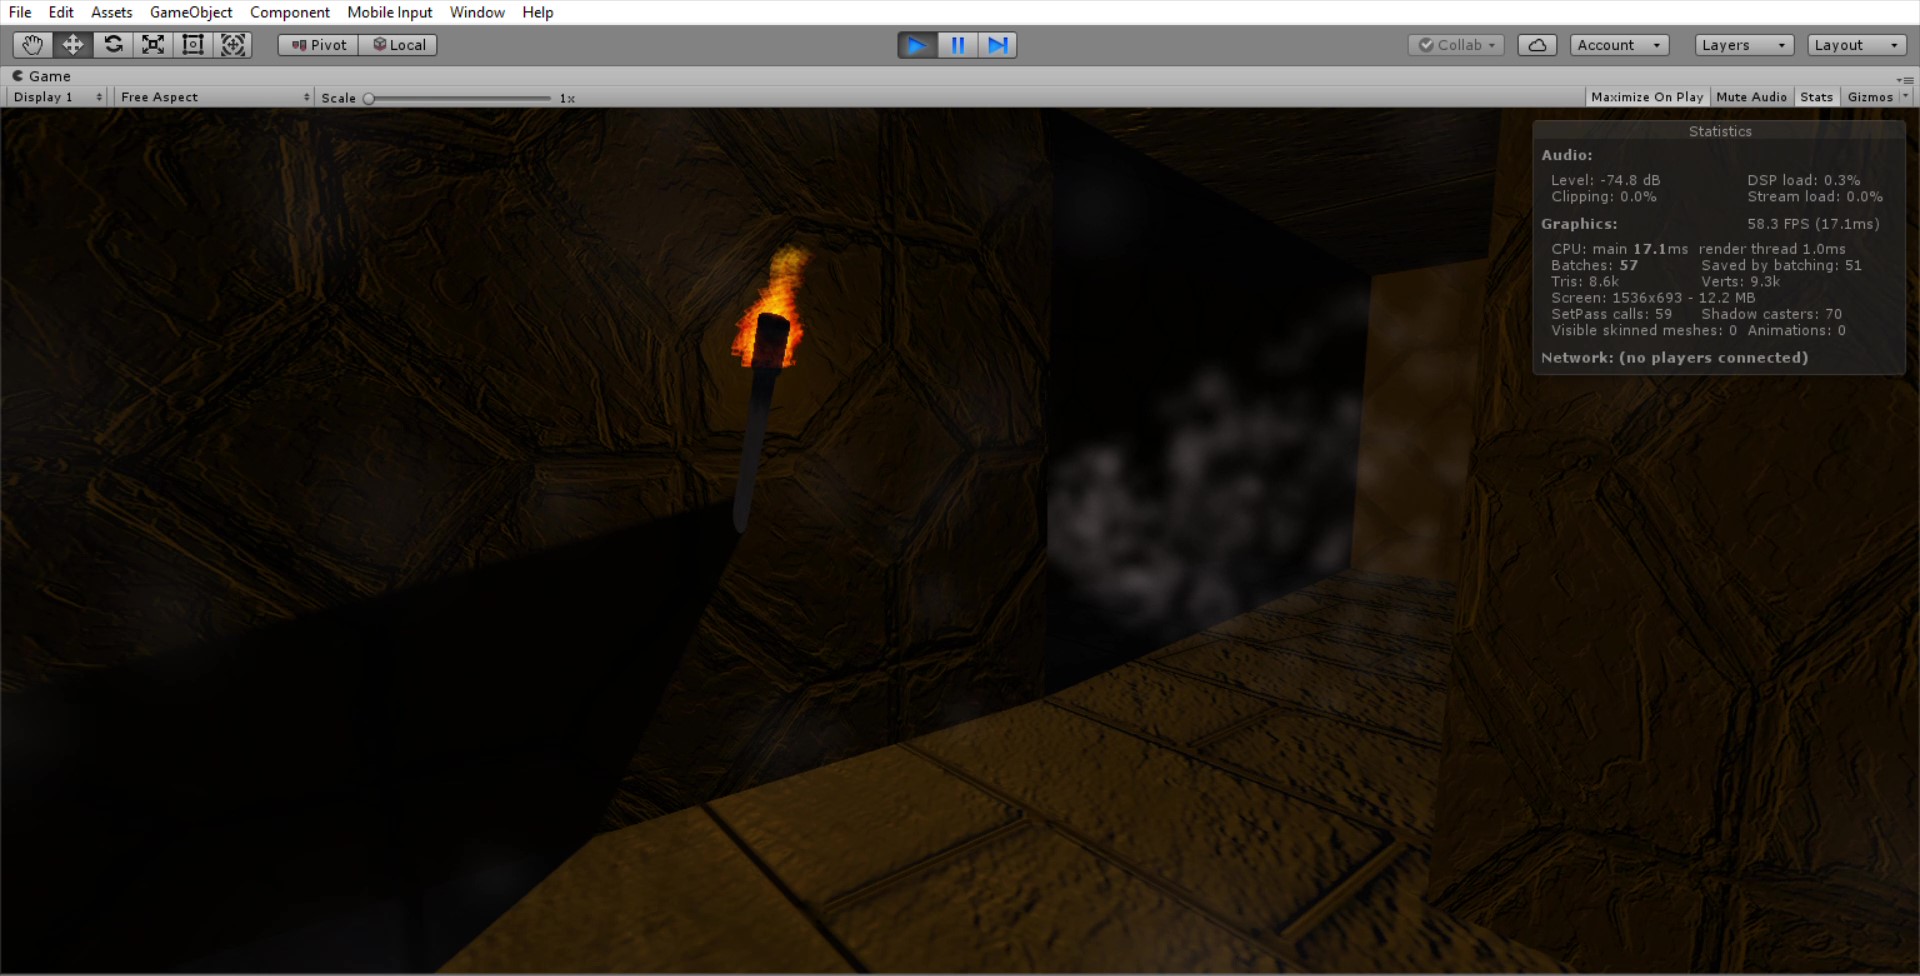 File Edit Assets GameObject Component Mobile Input Window Help
Pivot Local Collab Account Layers Layout
Game
Display 1 Free Aspect Scale 1x Maximize On Play Mute Audio Stats Gizmos
Statistics
Audio:
Level: -74.8 dB DSP load: 0.3%
Clipping: 0.0% Stream load: 0.0%
Graphics: 58.3 FPS (17.1ms)
CPU: main 17.1ms render thread 1.0ms
Batches: 57 Saved by batching: 51
Tris: 8.6k Verts: 9.3k
Screen: 1536x693 - 12.2 MB
SetPass calls: 59 Shadow casters: 70
Visible skinned meshes: 0 Animations: 0
Network: (no players connected)